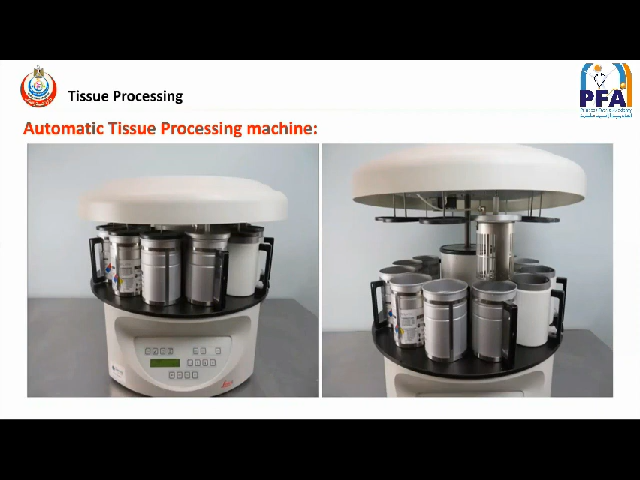 Tissue Processing
PFA
Automatic Tissue Processing machine: